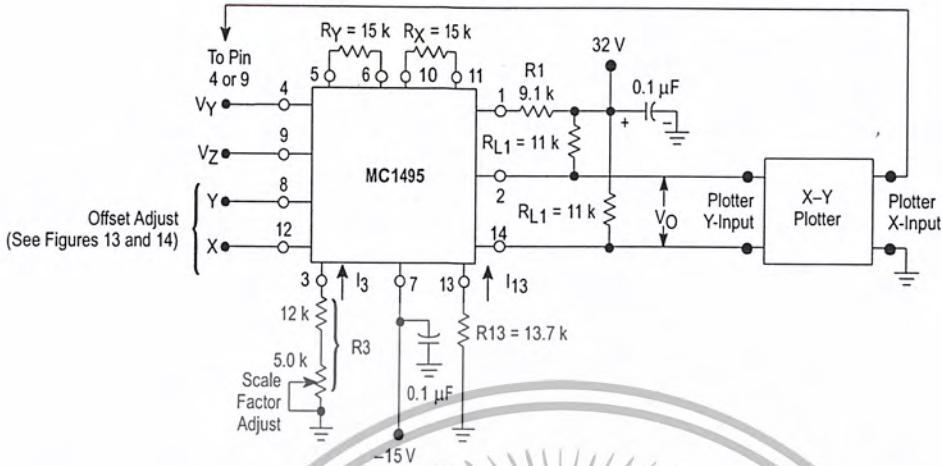 RY = 15 k
RX = 15 k
To Pin
4 or 9
5
6
10
11
32 V
4
VY
1
R1
9.1 k
0.1 µF
+
–
9
VZ
RL1 = 11 k
MC1495
2
8
Y
Offset Adjust
(See Figures 13 and 14)
12
X
RL1 = 11 k
14
VO
Plotter
Y-Input
X–Y
Plotter
Plotter
X-Input
3
I3
7
13
I13
12 k
R3
R13 = 13.7 k
5.0 k
Scale
Factor
Adjust
0.1 µF
–15 V